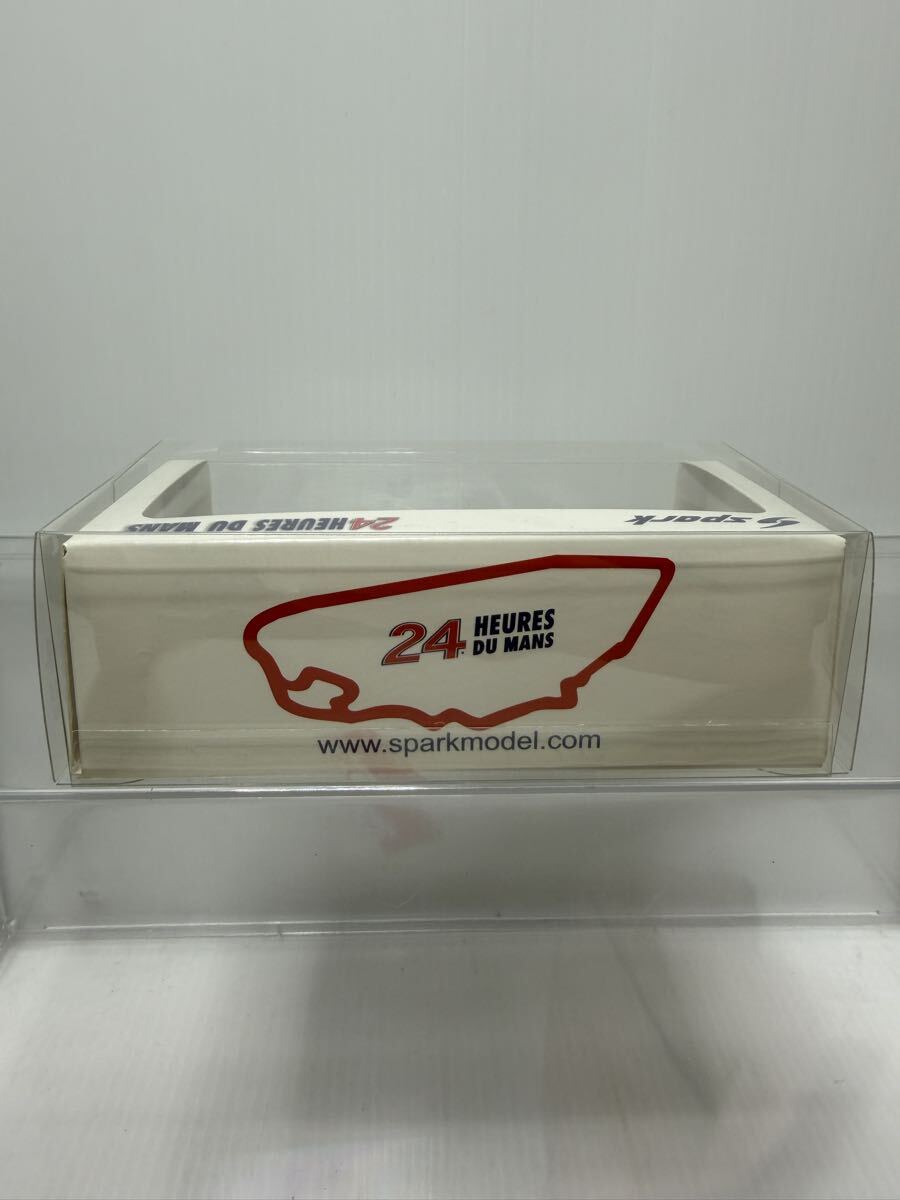 24 HEURES DU MANS
spark
24 HEURES
DU MANS
www.sparkmodel.com